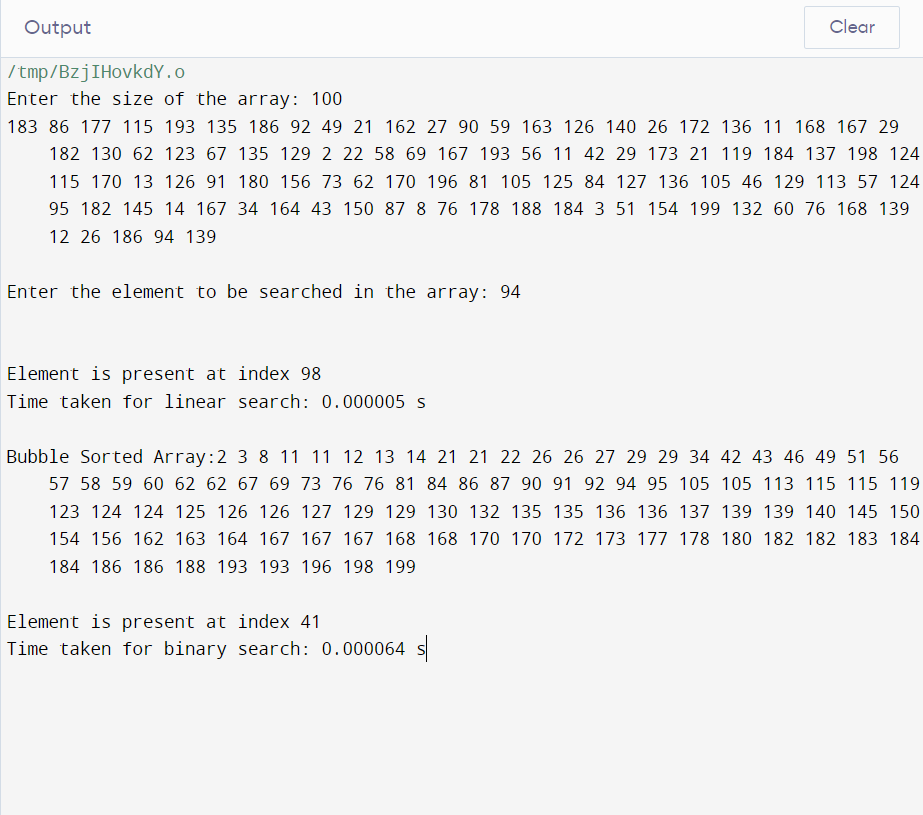 Output
Clear
/tmp/BzjIHovkdY.o
Enter the size of the array: 100
183 86 177 115 193 135 186 92 49 21 162 27 90 59 163 126 140 26 172 136 11 168 167 29
182 130 62 123 67 135 129 2 22 58 69 167 193 56 11 42 29 173 21 119 184 137 198 124
115 170 13 126 91 180 156 73 62 170 196 81 105 125 84 127 136 105 46 129 113 57 124
95 182 145 14 167 34 164 43 150 87 8 76 178 188 184 3 51 154 199 132 60 76 168 139
12 26 186 94 139
Enter the element to be searched in the array: 94
Element is present at index 98
Time taken for linear search: 0.000005 s
Bubble Sorted Array:2 3 8 11 11 12 13 14 21 21 22 26 26 27 29 29 34 42 43 46 49 51 56
57 58 59 60 62 62 67 69 73 76 76 81 84 86 87 90 91 92 94 95 105 105 113 115 115 119
123 124 124 125 126 126 127 129 129 130 132 135 135 136 136 137 139 139 140 145 150
154 156 162 163 164 167 167 167 168 168 170 170 172 173 177 178 180 182 182 183 184
184 186 186 188 193 193 196 198 199
Element is present at index 41
Time taken for binary search: 0.000064 s